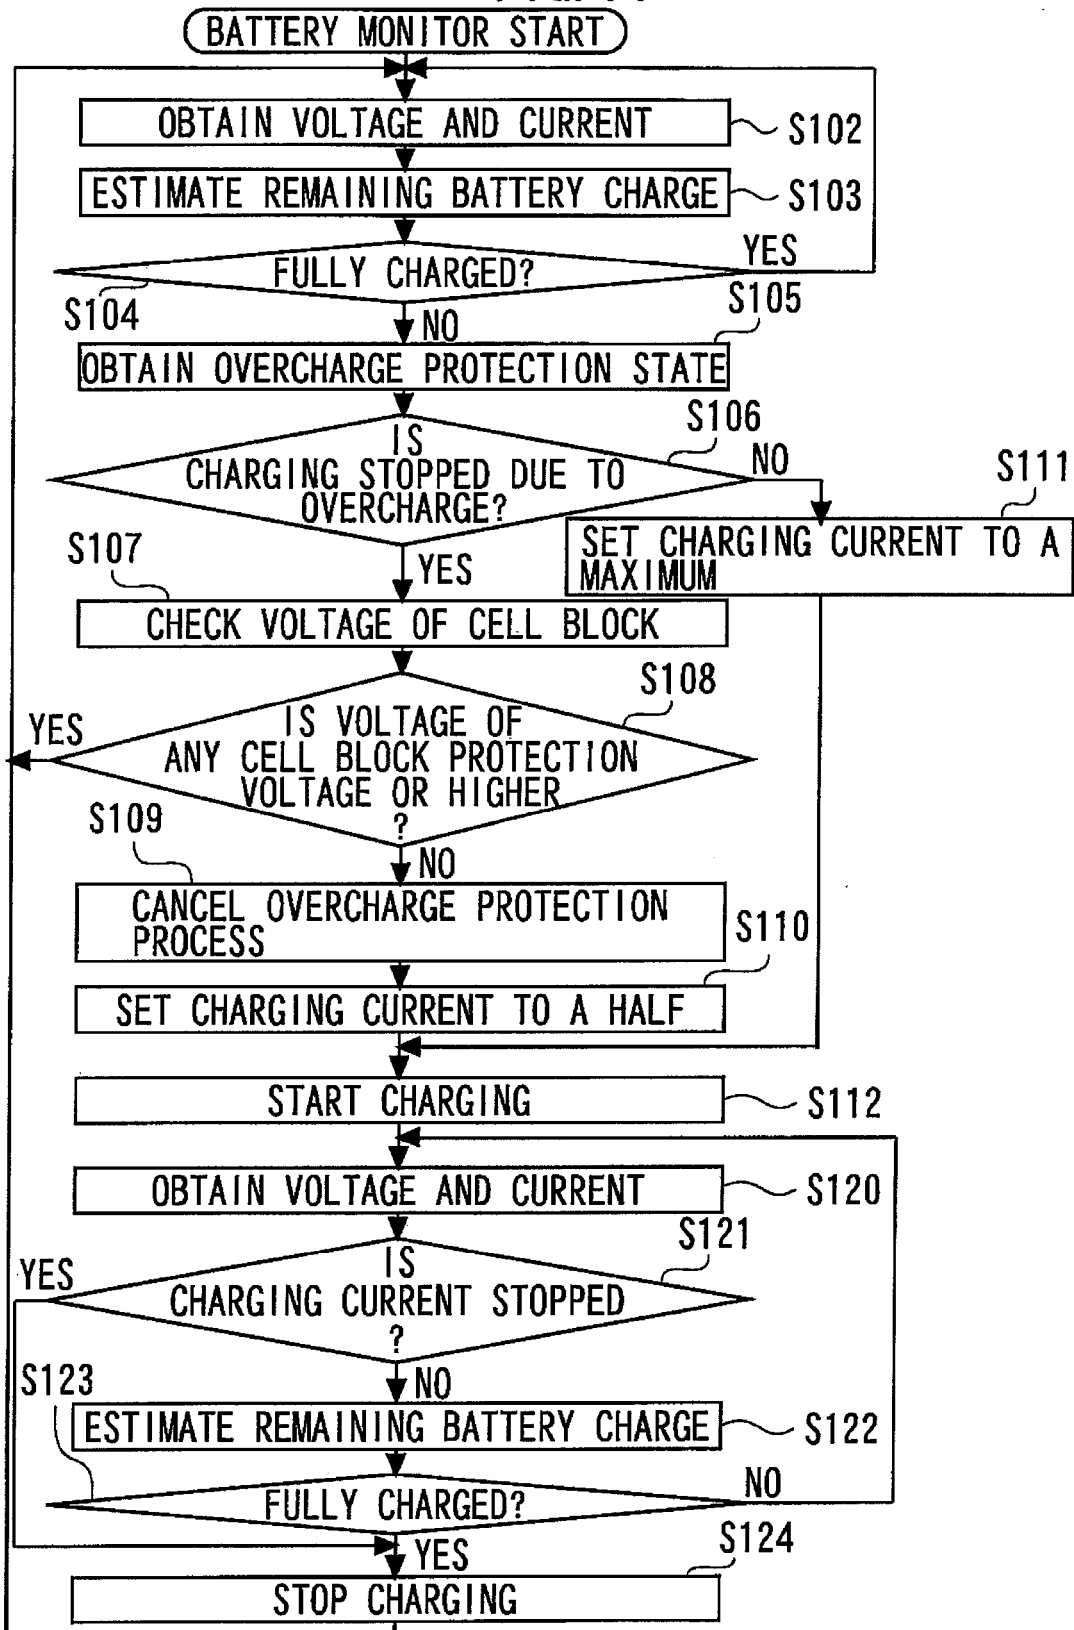 BATTERY MONITOR START
OBTAIN VOLTAGE AND CURRENT
S102
ESTIMATE REMAINING BATTERY CHARGE
S103
YES
FULLY CHARGED?
S104
S105
NO
OBTAIN OVERCHARGE PROTECTION STATE
S106
IS
CHARGING STOPPED DUE TO
OVERCHARGE?
NO
S111
SET CHARGING CURRENT TO A
MAXIMUM
S107
YES
CHECK VOLTAGE OF CELL BLOCK
S108
YES
IS VOLTAGE OF
ANY CELL BLOCK PROTECTION
VOLTAGE OR HIGHER
?
S109
NO
CANCEL OVERCHARGE PROTECTION
PROCESS
S110
SET CHARGING CURRENT TO A HALF
START CHARGING
S112
OBTAIN VOLTAGE AND CURRENT
S120
S121
YES
IS
CHARGING CURRENT STOPPED
?
S123
NO
ESTIMATE REMAINING BATTERY CHARGE
S122
NO
FULLY CHARGED?
S124
YES
STOP CHARGING